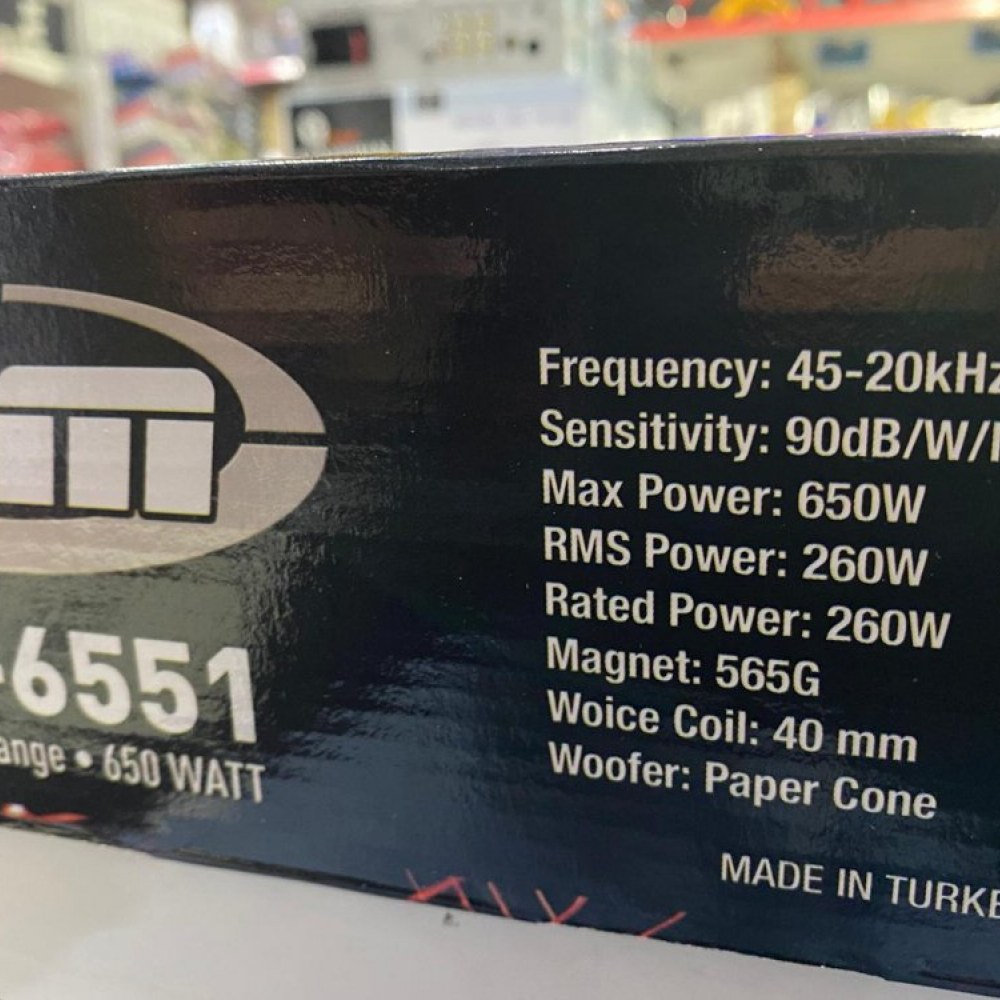 -6551
ange • 650 WATT
Frequency: 45-20kHz
Sensitivity: 90dB/W/
Max Power: 650W
RMS Power: 260W
Rated Power: 260W
Magnet: 565G
Woice Coil: 40 mm
Woofer: Paper Cone
MADE IN TURKE